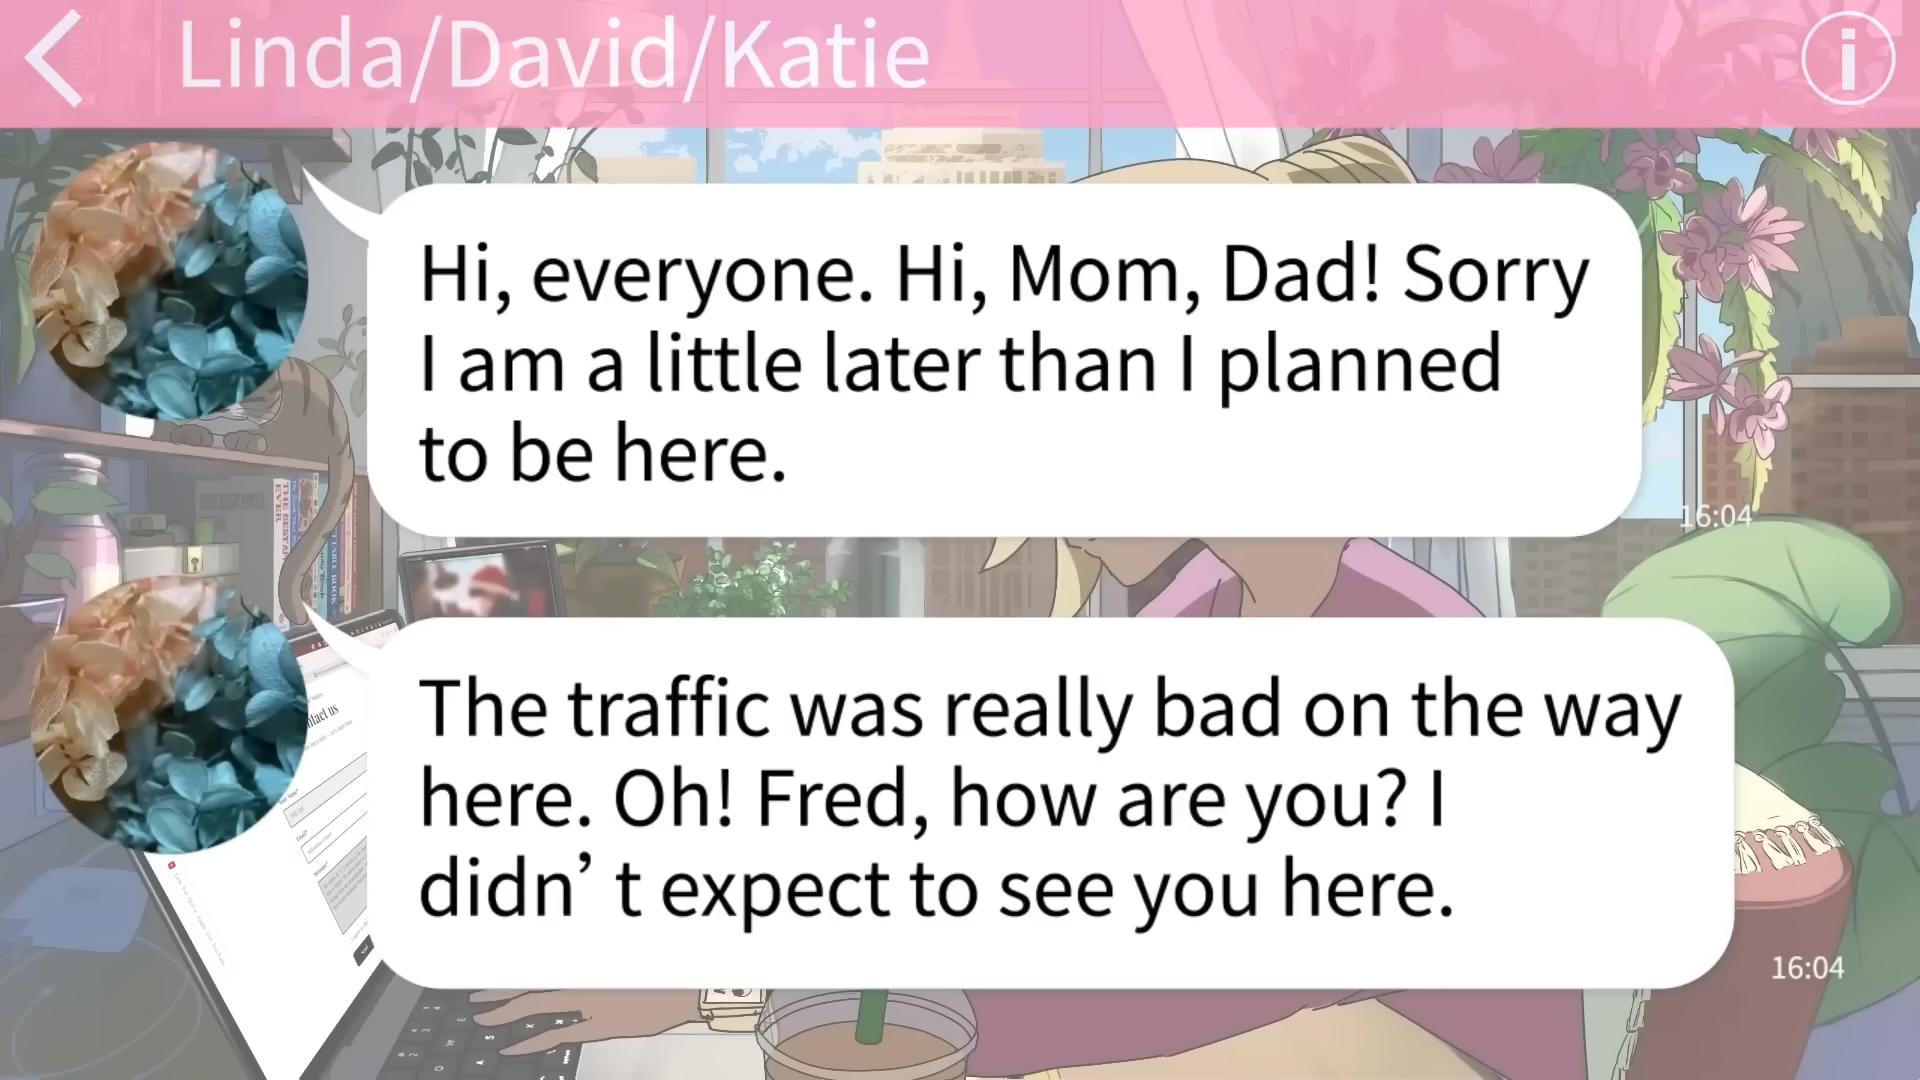 Linda/David/Katie
Hi, everyone. Hi, Mom, Dad! Sorry
I am a little later than I planned
to be here.
16:04
The traffic was really bad on the way
here. Oh! Fred, how are you? I
didn’t expect to see you here.
16:04